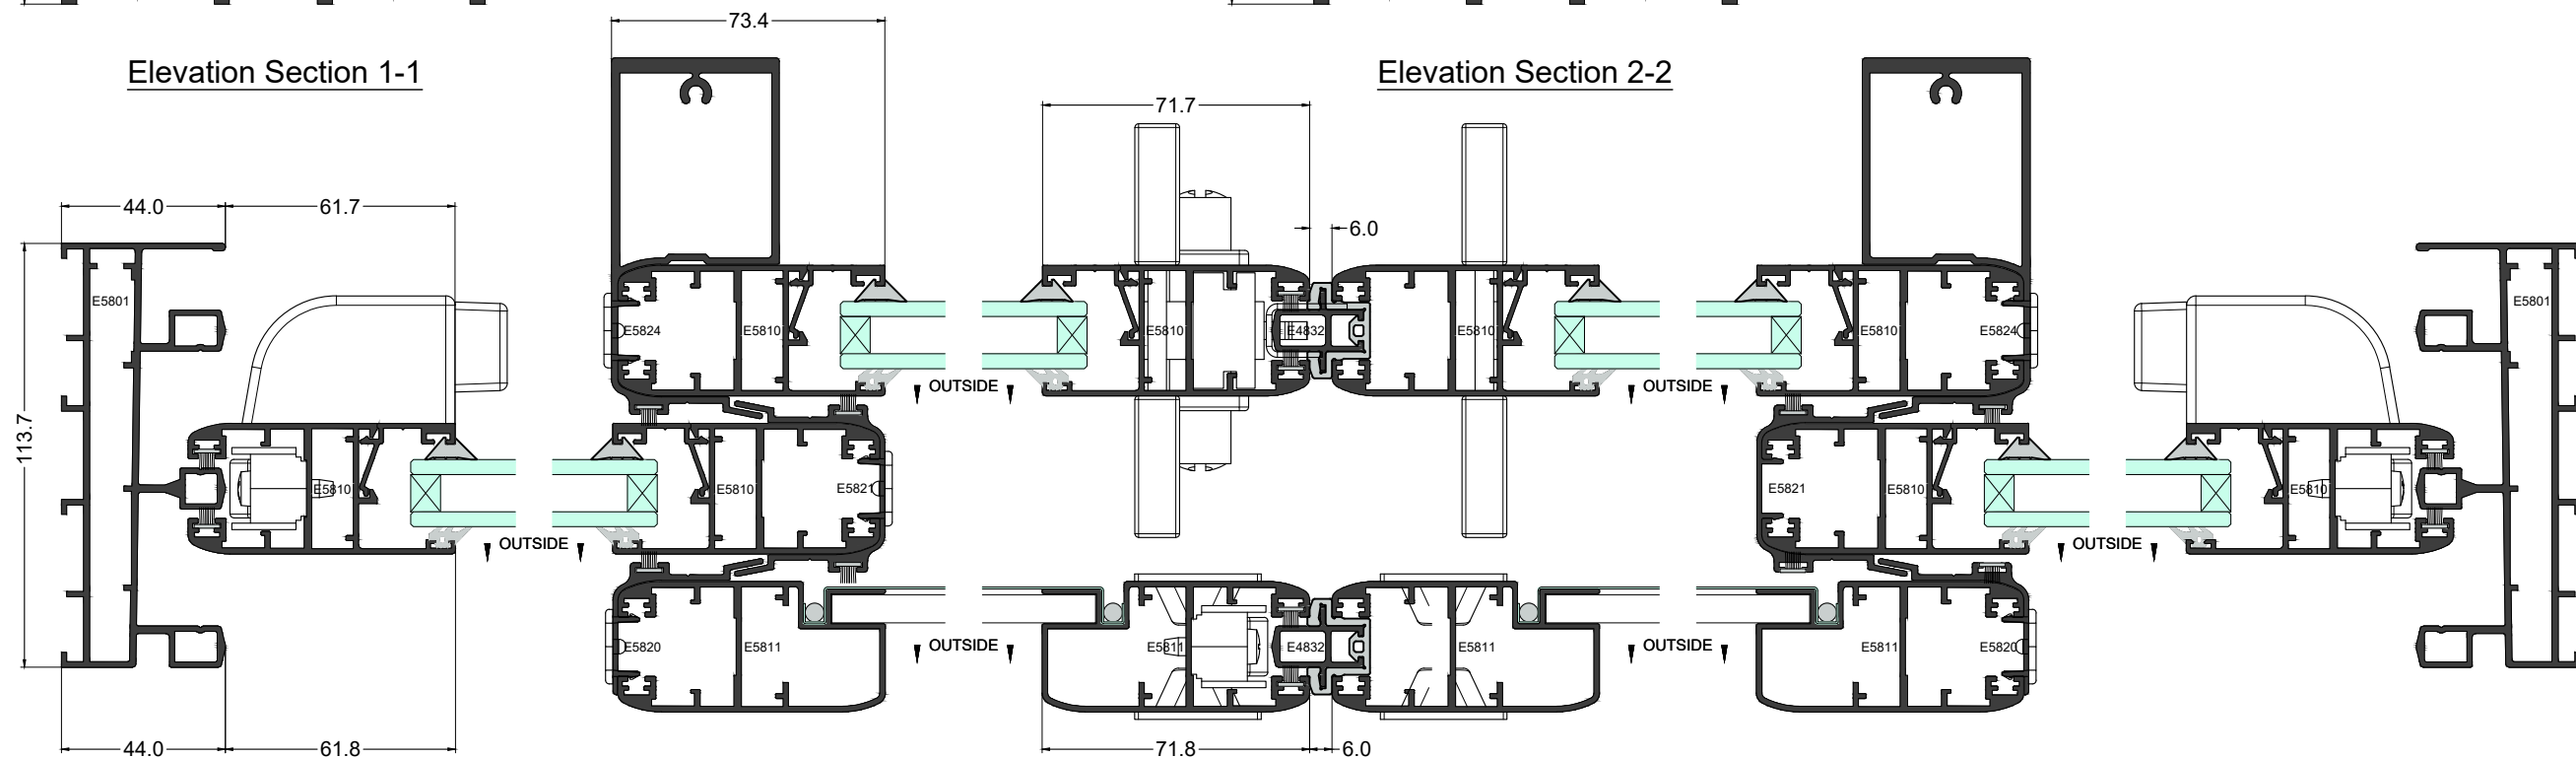 73.4
Elevation Section 1-1
Elevation Section 2-2
71.7
44.0
61.7
6.0
E5801
E5801
E5824
E5810
E5810
E4832
E5810
E5810
E5824
OUTSIDE
OUTSIDE
113.7
E5810
E5810
E5821
E5821
E5810
E5810
OUTSIDE
OUTSIDE
E5820
E5811
OUTSIDE
E5811
E4832
E5811
OUTSIDE
E5811
E5820
44.0
61.8
71.8
6.0